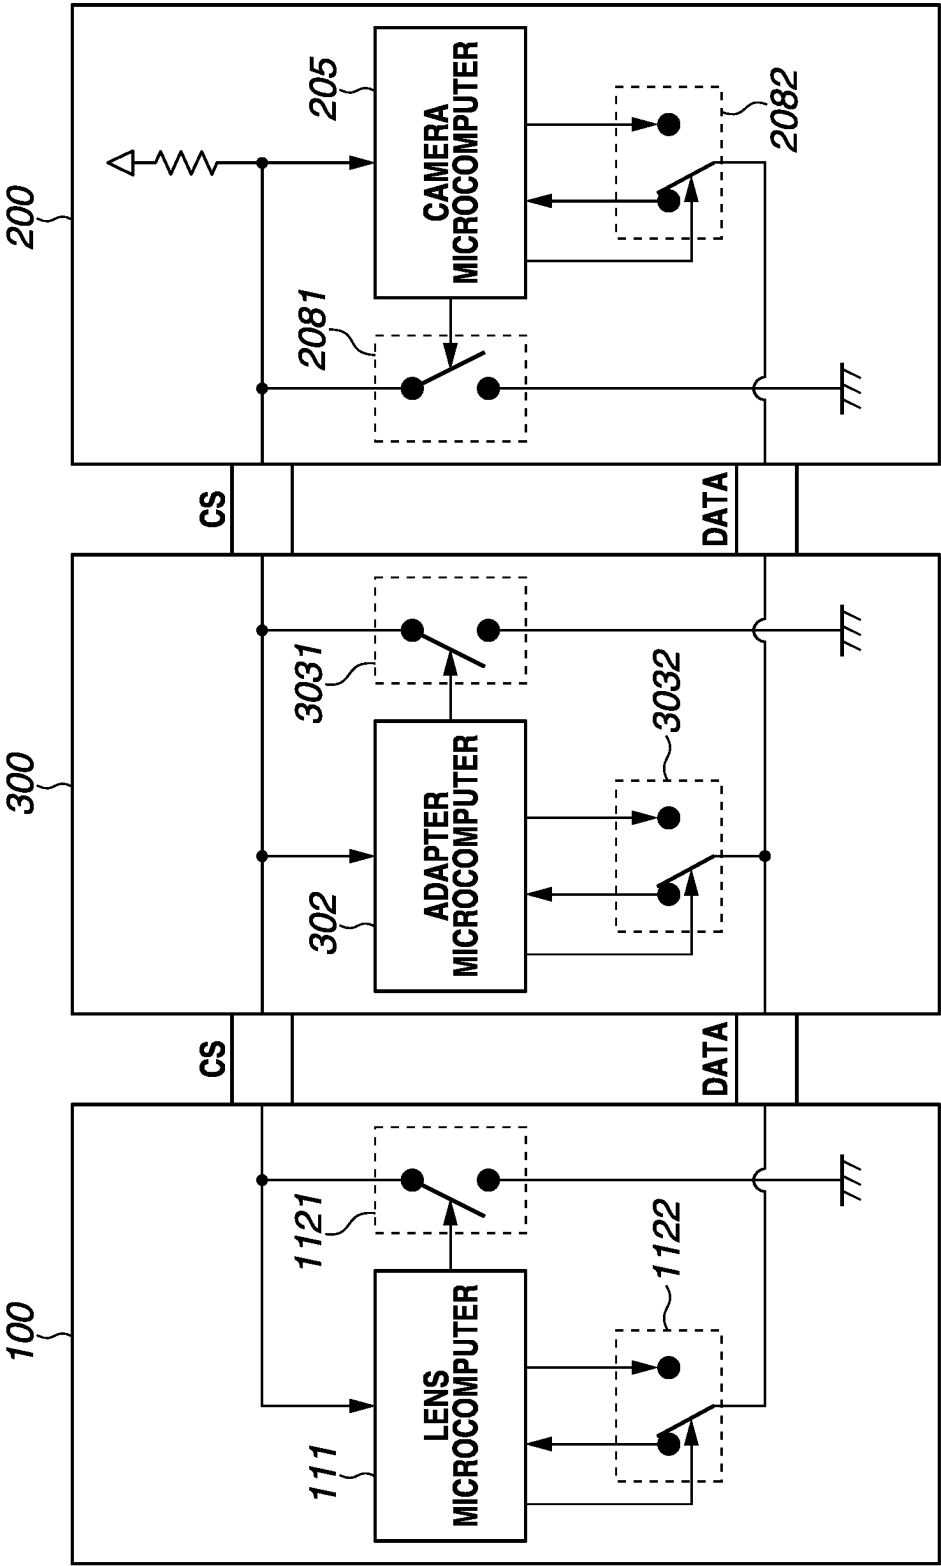 100
300
200
CS
CS
111
LENS
MICROCOMPUTER
1121
302
ADAPTER
MICROCOMPUTER
3031
2081
205
CAMERA
MICROCOMPUTER
1122
3032
2082
DATA
DATA